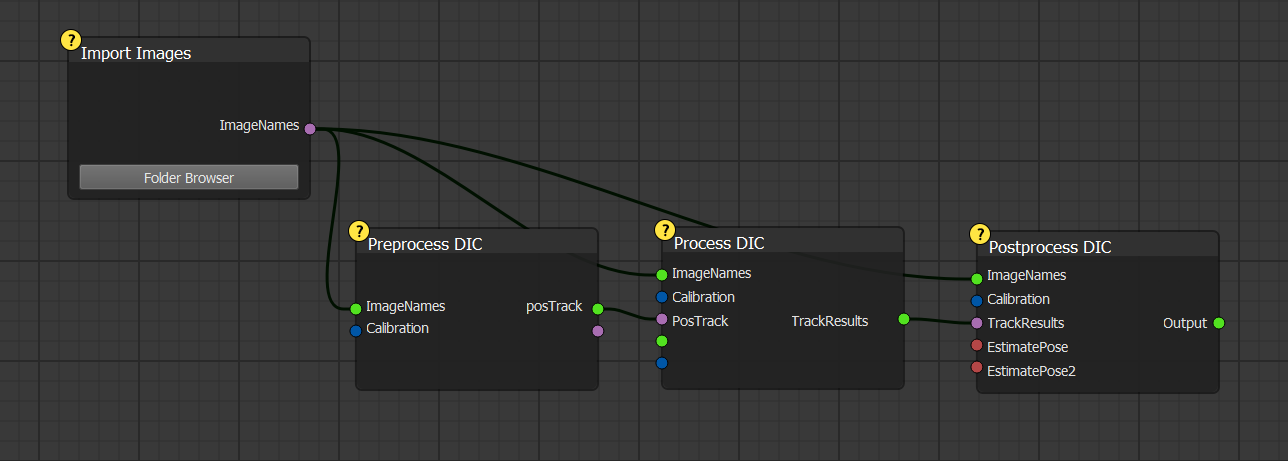 ?
Import Images
ImageNames
Folder Browser
?
Preprocess DIC
ImageNames
posTrack
Calibration
?
Process DIC
ImageNames
Calibration
PosTrack
TrackResults
?
Postprocess DIC
ImageNames
Calibration
TrackResults
Output
EstimatePose
EstimatePose2